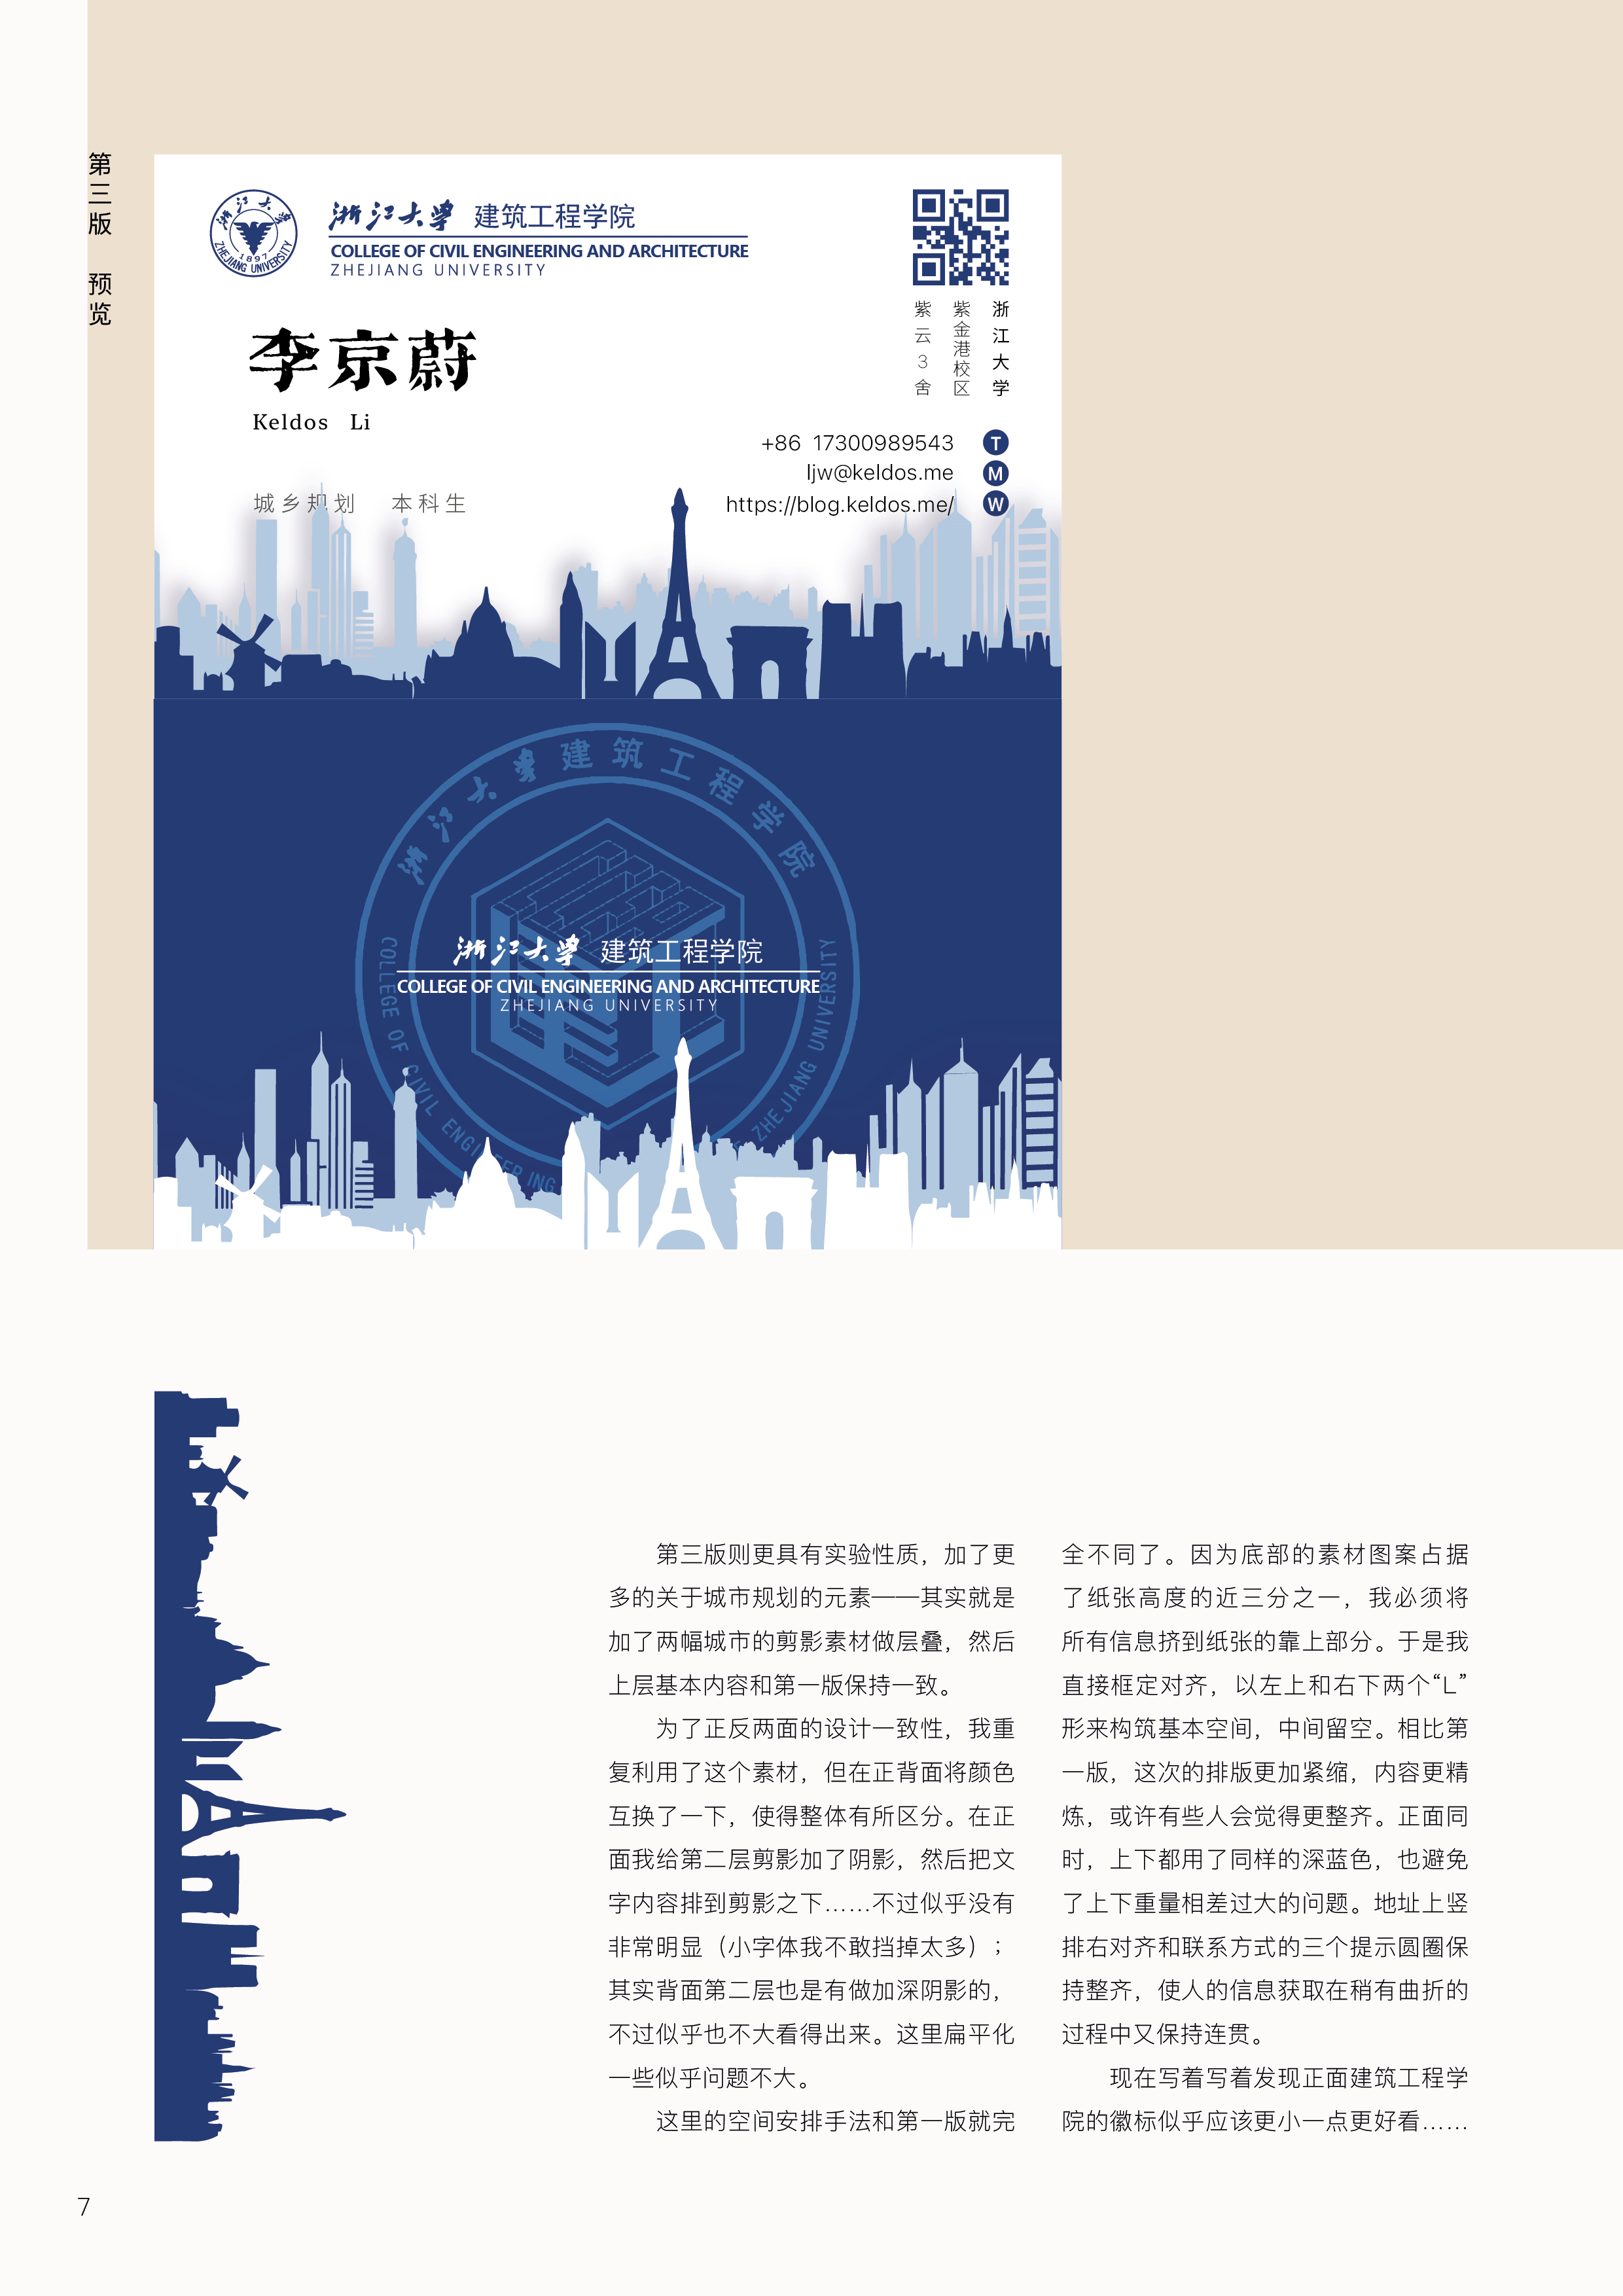 第三版 预览
浙江大学
ZHEJIANG UNIVERSITY
1897
浙江大学 建筑工程学院
COLLEGE OF CIVIL ENGINEERING AND ARCHITECTURE
ZHEJIANG UNIVERSITY
李京蔚
Keldos Li
城乡规划 本科生
浙江大学
紫金港校区
紫云3舍
+86 17300989543 T
ljw@keldos.me M
https://blog.keldos.me/ W
浙江大学建筑工程学院
COLLEGE OF CIVIL ENGINEERING
ZHEJIANG UNIVERSITY
浙江大学 建筑工程学院
COLLEGE OF CIVIL ENGINEERING AND ARCHITECTURE
ZHEJIANG UNIVERSITY
第三版则更具有实验性质，加了更
多的关于城市规划的元素——其实就是
加了两幅城市的剪影素材做层叠，然后
上层基本内容和第一版保持一致。
为了正反两面的设计一致性，我重
复利用了这个素材，但在正背面将颜色
互换了一下，使得整体有所区分。在正
面我给第二层剪影加了阴影，然后把文
字内容排到剪影之下……不过似乎没有
非常明显（小字体我不敢挡掉太多）；
其实背面第二层也是有做加深阴影的，
不过似乎也不大看得出来。这里扁平化
一些似乎问题不大。
这里的空间安排手法和第一版就完
全不同了。因为底部的素材图案占据
了纸张高度的近三分之一，我必须将
所有信息挤到纸张的靠上部分。于是我
直接框定对齐，以左上和右下两个“L”
形来构筑基本空间，中间留空。相比第
一版，这次的排版更加紧缩，内容更精
炼，或许有些人会觉得更整齐。正面同
时，上下都用了同样的深蓝色，也避免
了上下重量相差过大的问题。地址上竖
排右对齐和联系方式的三个提示圆圈保
持整齐，使人的信息获取在稍有曲折的
过程中又保持连贯。
现在写着写着发现正面建筑工程学
院的徽标似乎应该更小一点更好看……
7